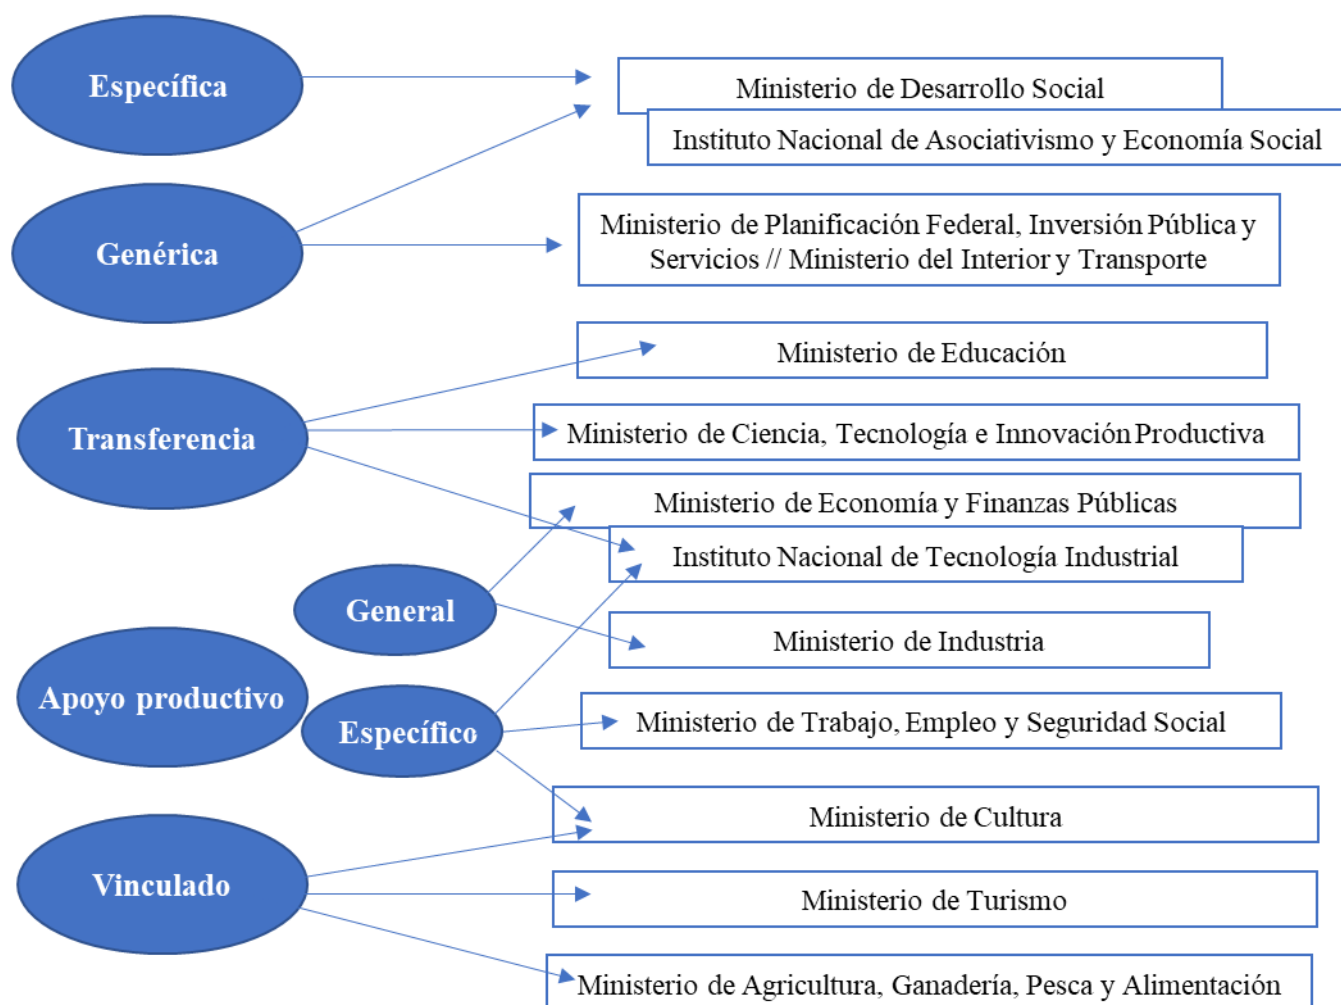 Específica
Ministerio de Desarrollo Social
Instituto Nacional de Asociativismo y Economía Social
Genérica
Ministerio de Planificación Federal, Inversión Pública y
Servicios // Ministerio del Interior y Transporte
Transferencia
Ministerio de Educación
Ministerio de Ciencia, Tecnología e Innovación Productiva
Ministerio de Economía y Finanzas Públicas
Instituto Nacional de Tecnología Industrial
General
Ministerio de Industria
Apoyo productivo
Específico
Ministerio de Trabajo, Empleo y Seguridad Social
Ministerio de Cultura
Vinculado
Ministerio de Turismo
Ministerio de Agricultura, Ganadería, Pesca y Alimentación